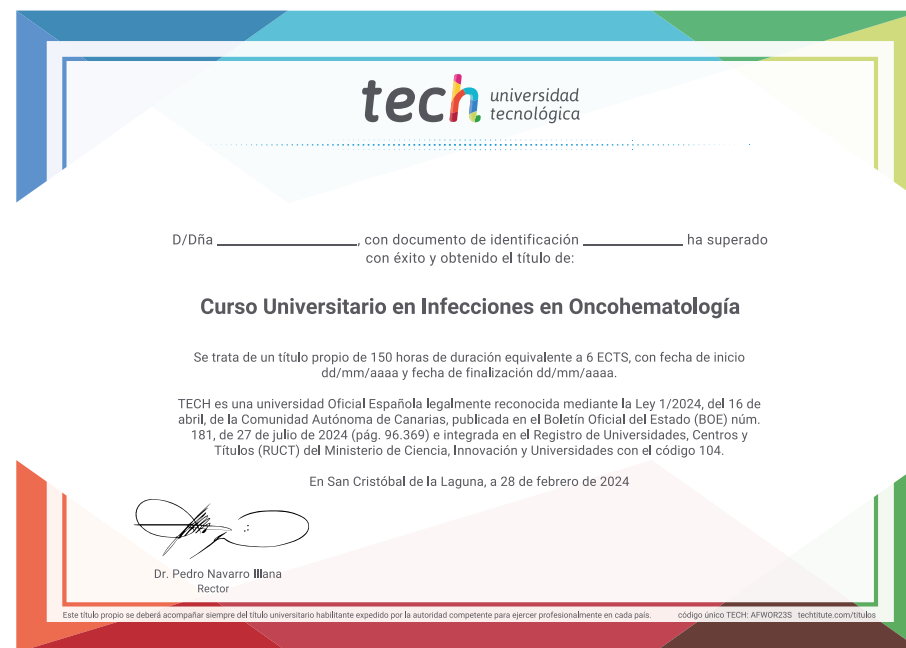 tech universidad
tecnológica
D/Dña ____________________, con documento de identificación ______________ ha superado
con éxito y obtenido el título de:
Curso Universitario en Infecciones en Oncohematología
Se trata de un título propio de 150 horas de duración equivalente a 6 ECTS, con fecha de inicio
dd/mm/aaaa y fecha de finalización dd/mm/aaaa.
TECH es una universidad Oficial Española legalmente reconocida mediante la Ley 1/2024, del 16 de
abril, de la Comunidad Autónoma de Canarias, publicada en el Boletín Oficial del Estado (BOE) núm.
181, de 27 de julio de 2024 (pág. 96.369) e integrada en el Registro de Universidades, Centros y
Títulos (RUCT) del Ministerio de Ciencia, Innovación y Universidades con el código 104.
En San Cristóbal de la Laguna, a 28 de febrero de 2024
Dr. Pedro Navarro Illana
Rector
Este título propio se deberá acompañar siempre del título universitario habilitante expedido por la autoridad competente para ejercer profesionalmente en cada país. código único TECH: AFWOR23S techtitute.com/titulos